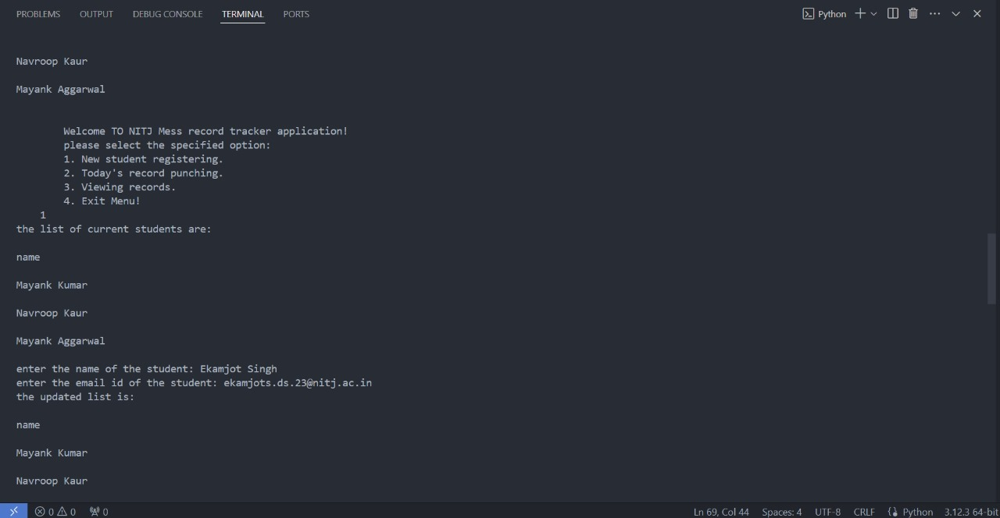 PROBLEMS OUTPUT DEBUG CONSOLE TERMINAL PORTS Python
Navroop Kaur
Mayank Aggarwal
Welcome TO NITJ Mess record tracker application!
please select the specified option:
1. New student registering.
2. Today's record punching.
3. Viewing records.
4. Exit Menu!
1
the list of current students are:
name
Mayank Kumar
Navroop Kaur
Mayank Aggarwal
enter the name of the student: Ekamjot Singh
enter the email id of the student: ekamjots.ds.23@nitj.ac.in
the updated list is:
name
Mayank Kumar
Navroop Kaur
0 0 0 Ln 69, Col 44 Spaces: 4 UTF-8 CRLF Python 3.12.3 64-bit